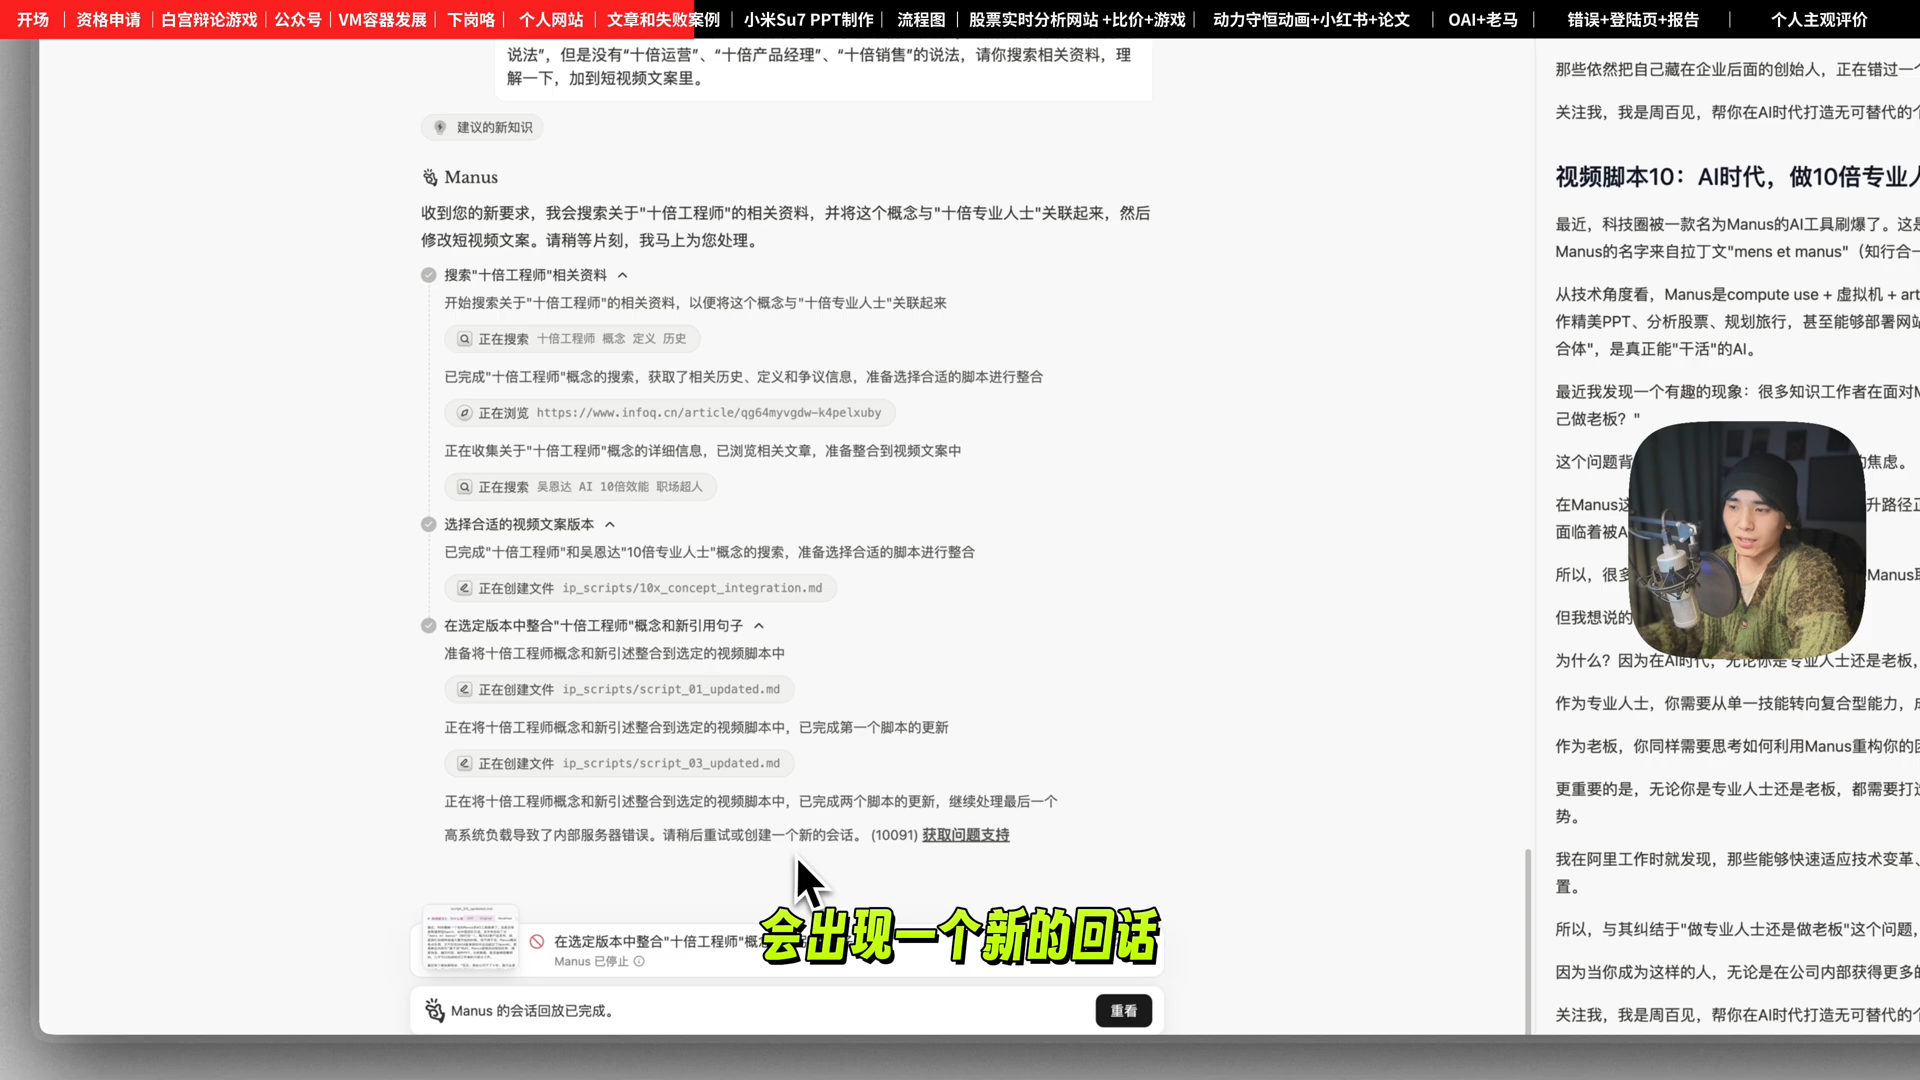 开场
资格申请
白宫辩论游戏
公众号
VM容器发展
下岗咯
个人网站
文章和失败案例
小米Su7 PPT制作
流程图
股票实时分析网站 +比价+游戏
动力守恒动画+小红书+论文
OAI+老马
错误+登陆页+报告
个人主观评价
说法”，但是没有“十倍运营”、“十倍产品经理”、“十倍销售”的说法，请你搜索相关资料，理
解一下，加到短视频文案里。
建议的新知识
Manus
收到您的新要求，我会搜索关于"十倍工程师"的相关资料，并将这个概念与"十倍专业人士"关联起来，然后
修改短视频文案。请稍等片刻，我马上为您处理。
搜索"十倍工程师"相关资料
开始搜索关于"十倍工程师"的相关资料，以便将这个概念与"十倍专业人士"关联起来
正在搜索 十倍工程师 概念 定义 历史
已完成"十倍工程师"概念的搜索，获取了相关历史、定义和争议信息，准备选择合适的脚本进行整合
正在浏览 https://www.infoq.cn/article/qg64myvgdw-k4pelxuby
正在收集关于"十倍工程师"概念的详细信息，已浏览相关文章，准备整合到视频文案中
正在搜索 吴恩达 AI 10倍效能 职场超人
选择合适的视频文案版本
已完成"十倍工程师"和吴恩达"10倍专业人士"概念的搜索，准备选择合适的脚本进行整合
正在创建文件 ip_scripts/10x_concept_integration.md
在选定版本中整合"十倍工程师"概念和新引用句子
准备将十倍工程师概念和新引述整合到选定的视频脚本中
正在创建文件 ip_scripts/script_01_updated.md
正在将十倍工程师概念和新引述整合到选定的视频脚本中，已完成第一个脚本的更新
正在创建文件 ip_scripts/script_03_updated.md
正在将十倍工程师概念和新引述整合到选定的视频脚本中，已完成两个脚本的更新，继续处理最后一个
高系统负载导致了内部服务器错误。请稍后重试或创建一个新的会话。 (10091) 获取问题支持
在选定版本中整合"十倍工程师"概
Manus 已停止
会出现一个新的回话
Manus 的会话回放已完成。
重看
那些依然把自己藏在企业后面的创始人，正在错过一个
关注我，我是周百见，帮你在AI时代打造无可替代的个
视频脚本10：AI时代，做10倍专业人
最近，科技圈被一款名为Manus的AI工具刷爆了。这是
Manus的名字来自拉丁文"mens et manus"（知行合一
从技术角度看，Manus是compute use + 虚拟机 + art
作精美PPT、分析股票、规划旅行，甚至能够部署网站
合体"，是真正能"干活"的AI。
最近我发现一个有趣的现象：很多知识工作者在面对M
己做老板？"
这个问题背
焦虑。
在Manus这
升路径正
面临着被A
所以，很多
Manus
但我想说的
为什么？因为在AI时代，无论你是专业人士还是老板，
作为专业人士，你需要从单一技能转向复合型能力，成
作为老板，你同样需要思考如何利用Manus重构你的团
更重要的是，无论你是专业人士还是老板，都需要打造
势。
我在阿里工作时就发现，那些能够快速适应技术变革、
置。
所以，与其纠结于"做专业人士还是做老板"这个问题，
因为当你成为这样的人，无论是在公司内部获得更多的
关注我，我是周百见，帮你在AI时代打造无可替代的个